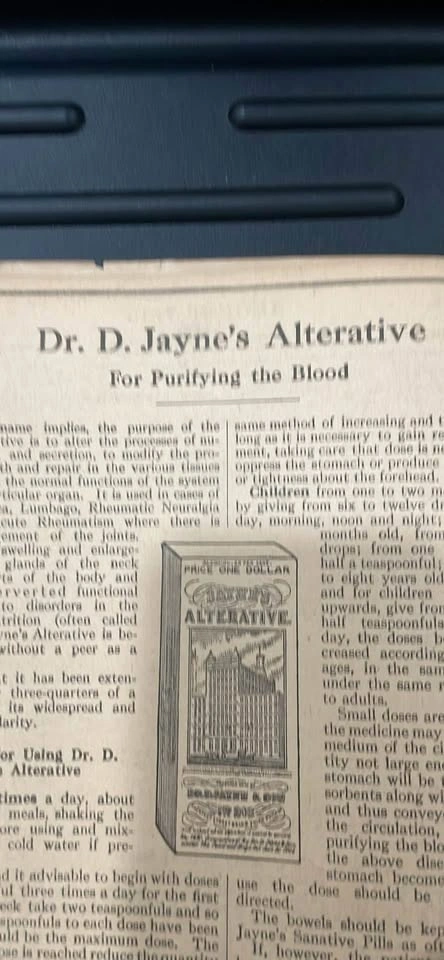 Dr. D. Jayne's Alterative
For Purifying the Blood
name implies, the purpose of the
tive is to alter the processes of nu-
and secretion, to modify the pro-
th and repair in the various tissues
the normal functions of the system
ticular organ. It is used in cases of
a, Lumbago, Rheumatic Neuralgia
cute Rheumatism where there is
ment of the joints,
swelling and enlarge-
glands of the neck
ts of the body and
rverted functional
to disorders in the
trition (often called
yne's Alterative is be-
without a peer as a
t it has been exten-
three-quarters of a
its widespread and
larity.
or Using Dr. D.
Alterative
times a day, about
meals, shaking the
ore using and mix-
cold water if pre-
d it advisable to begin with doses
ul three times a day for the first
eek take two teaspoonfuls and so
spoonfuls to each dose have been
uld be the maximum dose. The
ose is reached reduce the quantity
same method of increasing and
long as it is necessary to gain
ment, taking care that dose is
oppress the stomach or produce
or tightness about the forehead.
Children from one to two
by giving from six to twelve
day, morning, noon and night;
months old, from
drops; from one
half a teaspoonful;
to eight years old
and for children
upwards, give from
half teaspoonfuls
day, the doses b
creased according
ages, in the sam
under the same
to adults.
Small doses are
the medicine may
medium of the ci
tity not large en
stomach will be
sorbents along wi
and thus convey
the circulation,
purifying the blo
the above dise
stomach become
use the dose should be
directed.
The bowels should be kep
Jayne's Sanative Pills as of
If, however, the
PRICE ONE DOLLAR
JAYNE'S
ALTERATIVE.
DR. D. JAYNE & SON